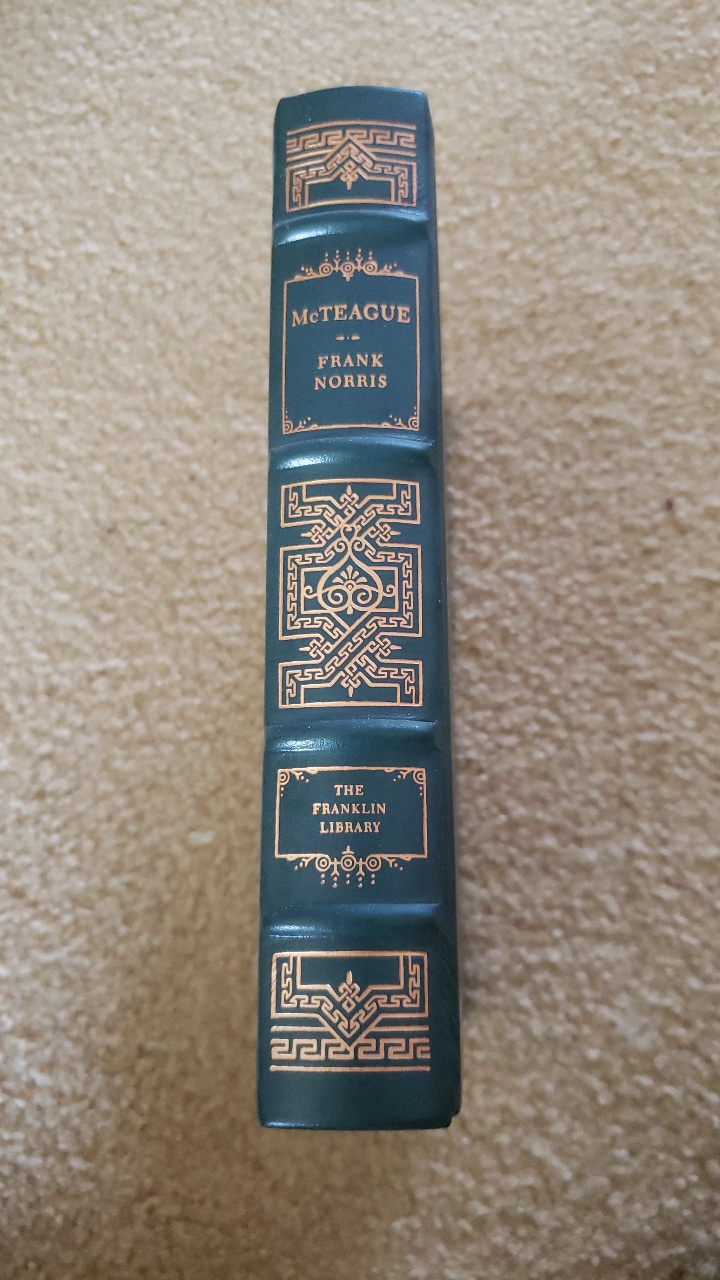 McTEAGUE
FRANK
NORRIS
THE
FRANKLIN
LIBRARY